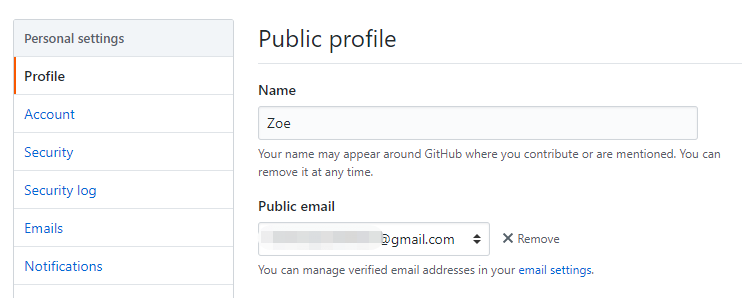 Personal settings
Profile
Account
Security
Security log
Emails
Notifications
Public profile
Name
Zoe
Your name may appear around GitHub where you contribute or are mentioned. You can
remove it at any time.
Public email
@gmail.com
Remove
You can manage verified email addresses in your email settings.